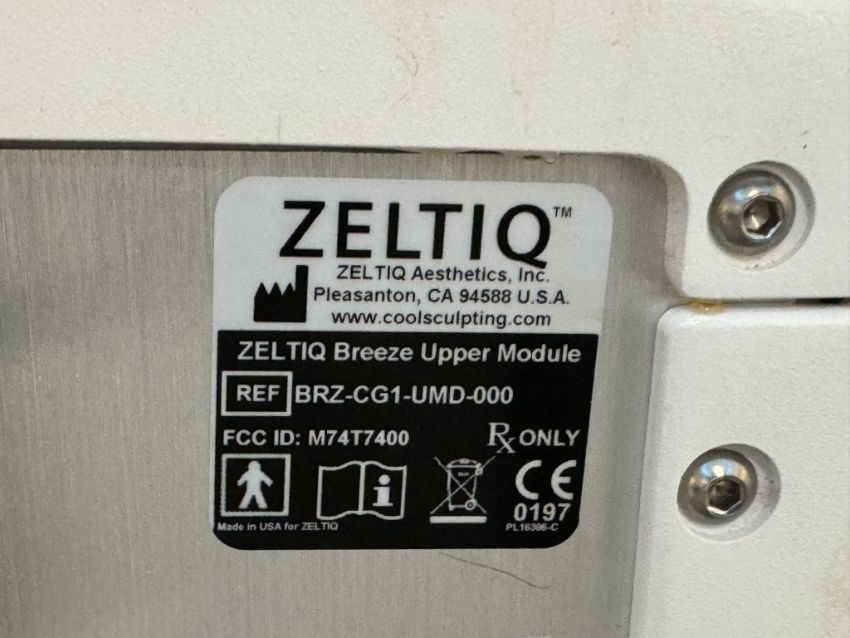 ZELTIQ™
ZELTIQ Aesthetics, Inc.
Pleasanton, CA 94588 U.S.A.
www.coolsculpting.com
ZELTIQ Breeze Upper Module
REF BRZ-CG1-UMD-000
FCC ID: M74T7400 Rx ONLY
i
CE
0197
Made in USA for ZELTIQ PL16386-C